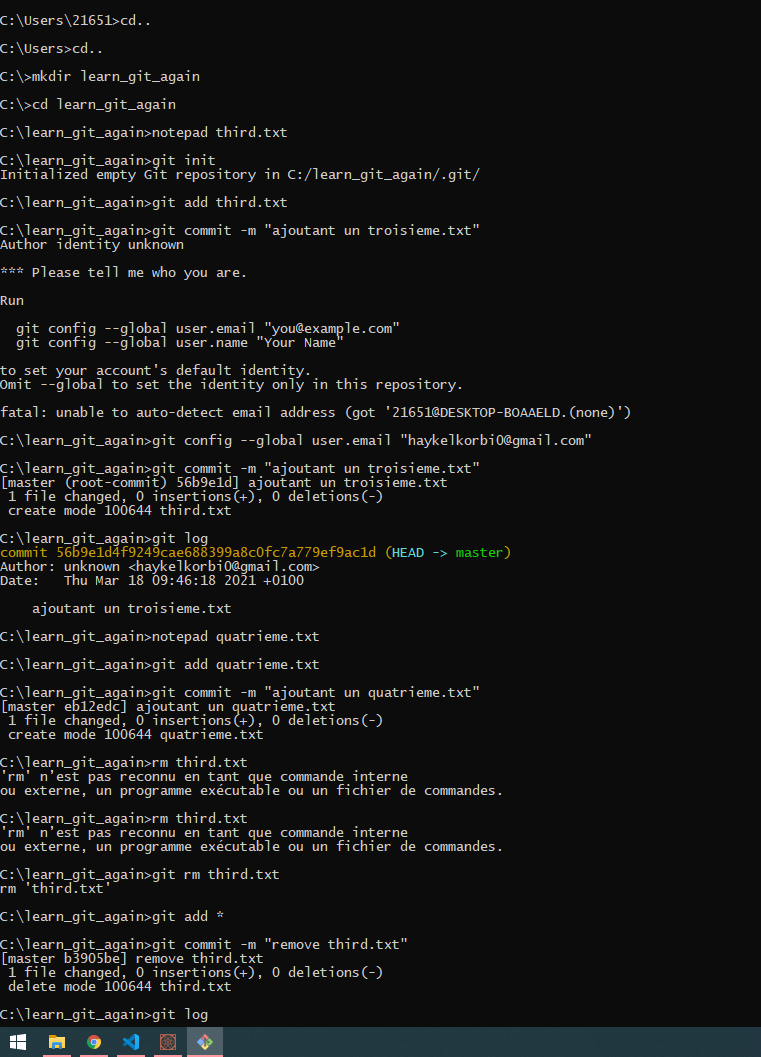 C:\Users\21651>cd..
C:\Users>cd..
C:\>mkdir learn_git_again
C:\>cd learn_git_again
C:\learn_git_again>notepad third.txt
C:\learn_git_again>git init
Initialized empty Git repository in C:/learn_git_again/.git/
C:\learn_git_again>git add third.txt
C:\learn_git_again>git commit -m "ajoutant un troisieme.txt"
Author identity unknown
*** Please tell me who you are.
Run
  git config --global user.email "you@example.com"
  git config --global user.name "Your Name"
to set your account's default identity.
Omit --global to set the identity only in this repository.
fatal: unable to auto-detect email address (got '21651@DESKTOP-BOAAELD.(none)')
C:\learn_git_again>git config --global user.email "haykelkorbi0@gmail.com"
C:\learn_git_again>git commit -m "ajoutant un troisieme.txt"
[master (root-commit) 56b9e1d] ajoutant un troisieme.txt
 1 file changed, 0 insertions(+), 0 deletions(-)
 create mode 100644 third.txt
C:\learn_git_again>git log
commit 56b9e1d4f9249cae688399a8c0fc7a779ef9ac1d (HEAD -> master)
Author: unknown <haykelkorbi0@gmail.com>
Date:   Thu Mar 18 09:46:18 2021 +0100
    ajoutant un troisieme.txt
C:\learn_git_again>notepad quatrieme.txt
C:\learn_git_again>git add quatrieme.txt
C:\learn_git_again>git commit -m "ajoutant un quatrieme.txt"
[master eb12edc] ajoutant un quatrieme.txt
 1 file changed, 0 insertions(+), 0 deletions(-)
 create mode 100644 quatrieme.txt
C:\learn_git_again>rm third.txt
'rm' n'est pas reconnu en tant que commande interne
ou externe, un programme exécutable ou un fichier de commandes.
C:\learn_git_again>rm third.txt
'rm' n'est pas reconnu en tant que commande interne
ou externe, un programme exécutable ou un fichier de commandes.
C:\learn_git_again>git rm third.txt
rm 'third.txt'
C:\learn_git_again>git add *
C:\learn_git_again>git commit -m "remove third.txt"
[master b3905be] remove third.txt
 1 file changed, 0 insertions(+), 0 deletions(-)
 delete mode 100644 third.txt
C:\learn_git_again>git log